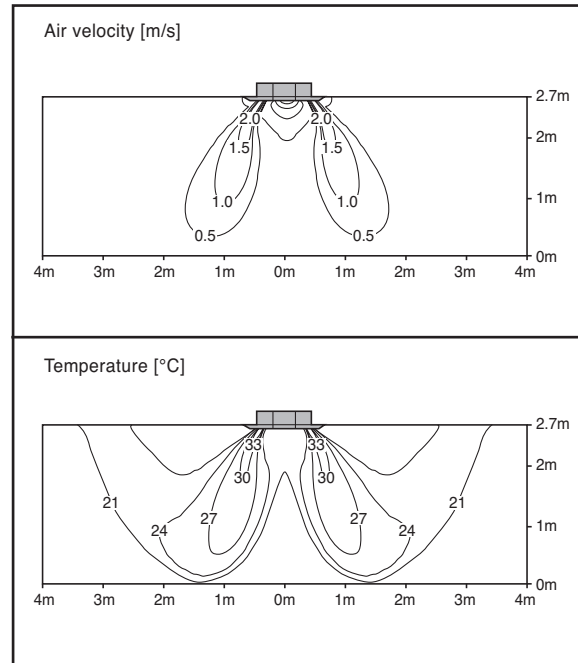 Air velocity [m/s]
2.7m
2.0 2.0
2m
1.5 1.5
1.0 1.0
1m
0.5 0.5
0m
4m 3m 2m 1m 0m 1m 2m 3m 4m
Temperature [°C]
2.7m
33 33
2m
30 30
21 21
27 27
24 24
1m
0m
4m 3m 2m 1m 0m 1m 2m 3m 4m